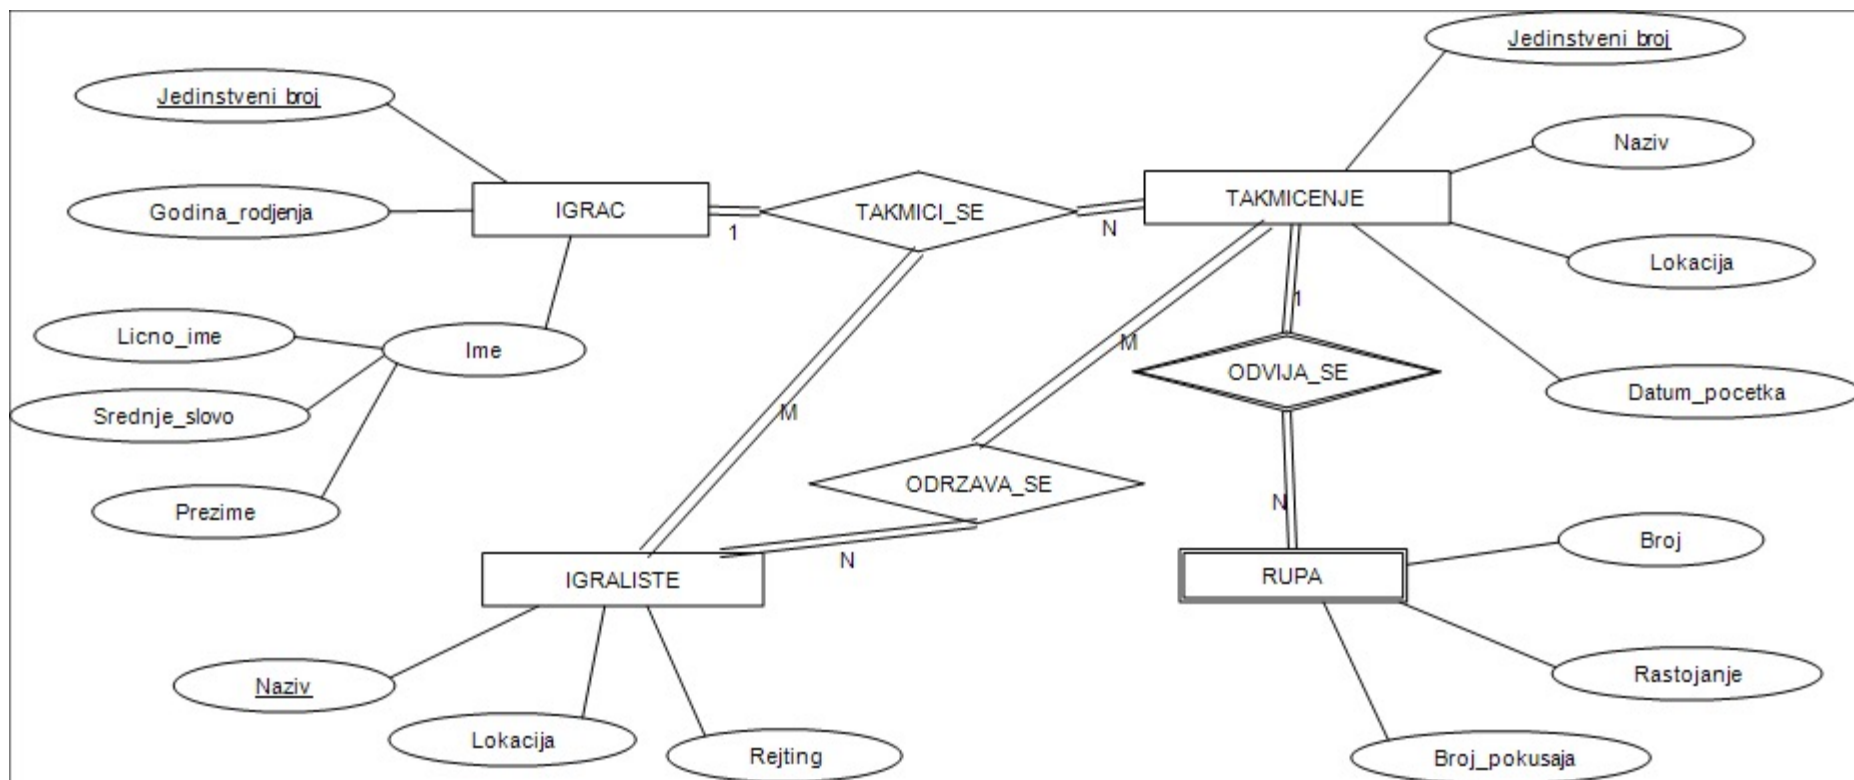 Jedinstveni broj
Jedinstveni broj
Naziv
IGRAC
TAKMICI_SE
TAKMICENJE
Godina_rodjenja
1
N
Lokacija
1
Licno_ime
Ime
M
ODVIJA_SE
Datum_pocetka
Srednje_slovo
M
ODRZAVA_SE
Prezime
N
Broj
N
IGRALISTE
RUPA
Naziv
Rastojanje
Lokacija
Rejting
Broj_pokusaja